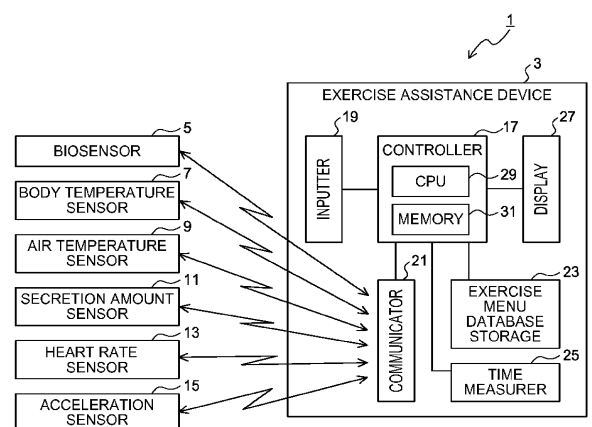 1
3
EXERCISE ASSISTANCE DEVICE
5
BIOSENSOR
7
BODY TEMPERATURE
SENSOR
9
AIR TEMPERATURE
SENSOR
11
SECRETION AMOUNT
SENSOR
13
HEART RATE
SENSOR
15
ACCELERATION
SENSOR
19
INPUTTER
17
CONTROLLER
CPU
29
MEMORY
31
27
DISPLAY
21
COMMUNICATOR
23
EXERCISE
MENU
DATABASE
STORAGE
25
TIME
MEASURER